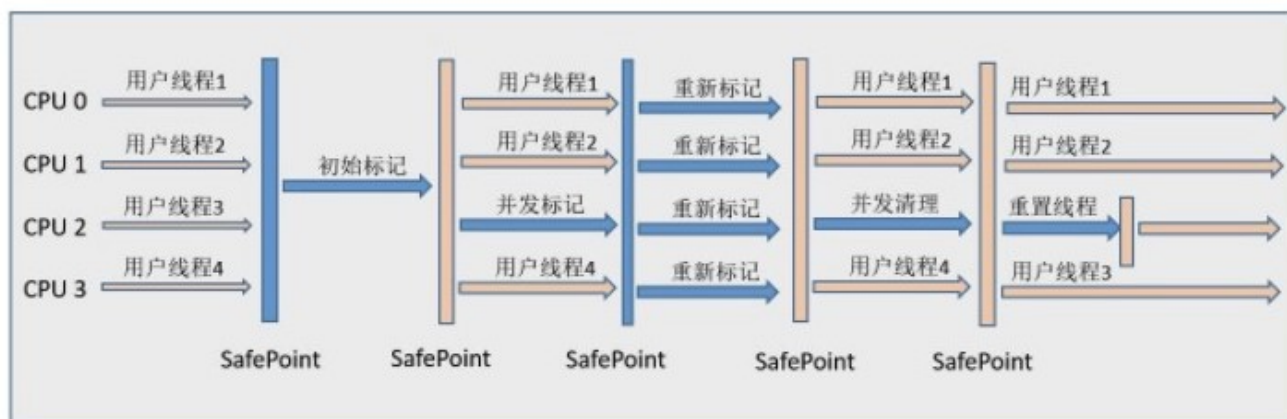 用户线程1 用户线程1 用户线程1 用户线程1
CPU 0 重新标记
用户线程2 用户线程2 用户线程2 用户线程2
CPU 1 初始标记 重新标记
用户线程3 并发标记 并发清理 重置线程
CPU 2 重新标记
用户线程4 用户线程4 用户线程4 用户线程3
CPU 3 重新标记
SafePoint SafePoint SafePoint SafePoint SafePoint